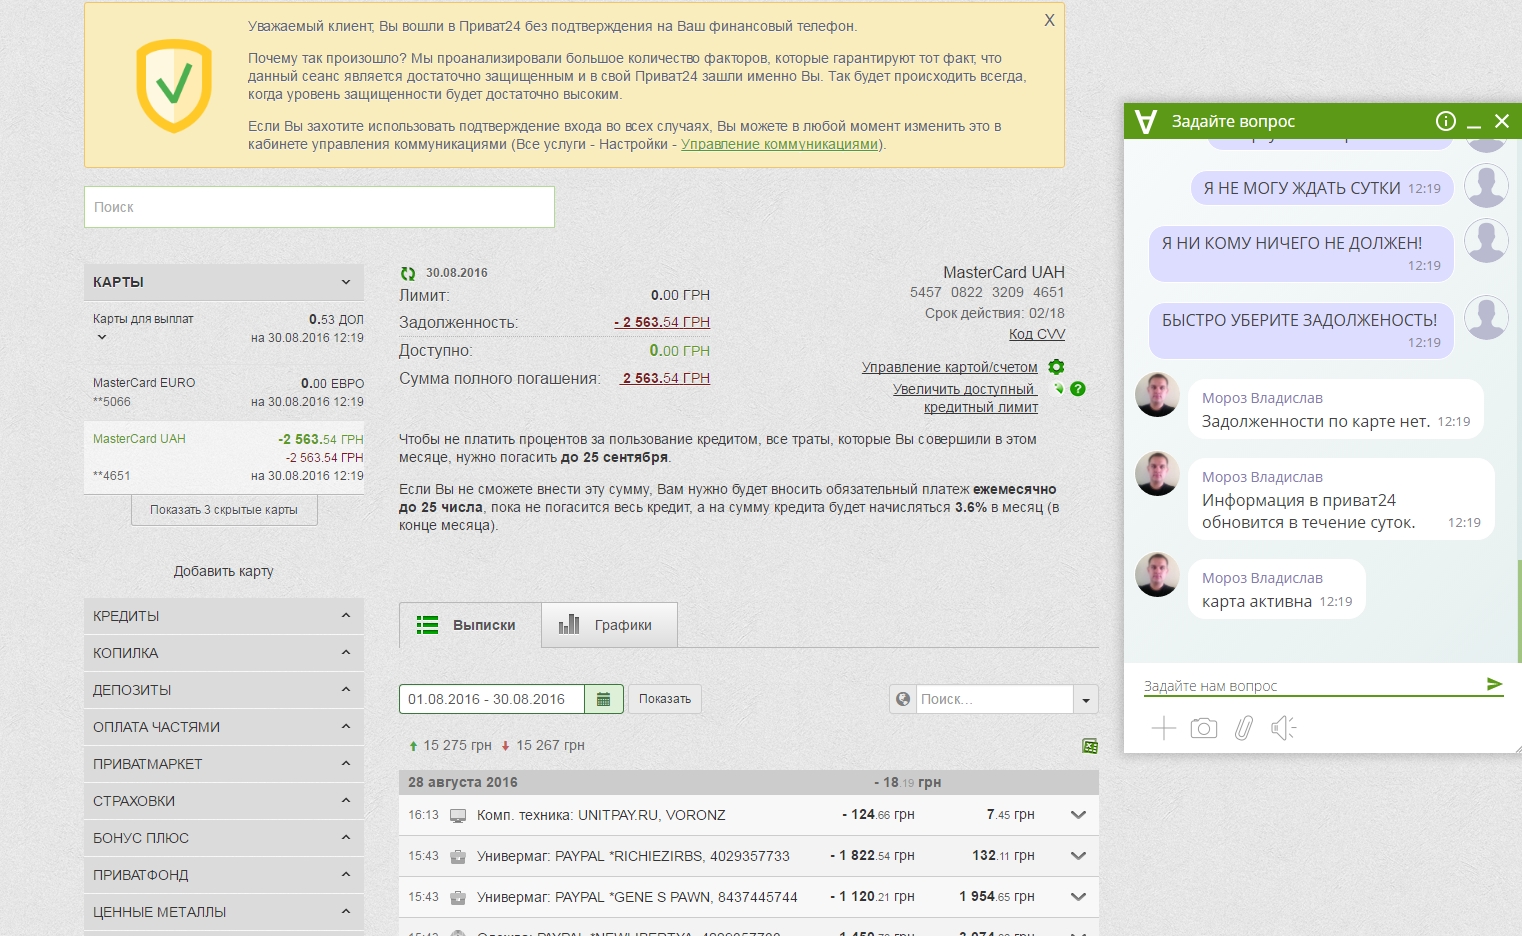 Уважаемый клиент, Вы вошли в Приват24 без подтверждения на Ваш финансовый телефон.
X
Почему так произошло? Мы проанализировали большое количество факторов, которые гарантируют тот факт, что
данный сеанс является достаточно защищенным и в свой Приват24 зашли именно Вы. Так будет происходить всегда,
когда уровень защищенности будет достаточно высоким.
Если Вы захотите использовать подтверждение входа во всех случаях, Вы можете в любой момент изменить это в
кабинете управления коммуникациями (Все услуги - Настройки - Управление коммуникациями).
Поиск
КАРТЫ
Карты для выплат 0.53 ДОЛ
на 30.08.2016 12:19
MasterCard EURO 0.00 ЕВРО
**5066 на 30.08.2016 12:19
MasterCard UAH -2 563.54 ГРН
-2 563.54 ГРН
**4651 на 30.08.2016 12:19
Показать 3 скрытые карты
Добавить карту
КРЕДИТЫ
КОПИЛКА
ДЕПОЗИТЫ
ОПЛАТА ЧАСТЯМИ
ПРИВАТМАРКЕТ
СТРАХОВКИ
БОНУС ПЛЮС
ПРИВАТФОНД
ЦЕННЫЕ МЕТАЛЛЫ
30.08.2016
Лимит: 0.00 ГРН
Задолженность: - 2 563.54 ГРН
Доступно: 0.00 ГРН
Сумма полного погашения: 2 563.54 ГРН
MasterCard UAH
5457 0822 3209 4651
Срок действия: 02/18
Код CVV
Управление картой/счетом
Увеличить доступный
кредитный лимит
?
Чтобы не платить процентов за пользование кредитом, все траты, которые Вы совершили в этом
месяце, нужно погасить до 25 сентября.
Если Вы не сможете внести эту сумму, Вам нужно будет вносить обязательный платеж ежемесячно
до 25 числа, пока не погасится весь кредит, а на сумму кредита будет начисляться 3.6% в месяц (в
конце месяца).
Выписки
Графики
01.08.2016 - 30.08.2016
Показать
Поиск...
15 275 грн 15 267 грн
28 августа 2016 - 18.19 грн
16:13 Комп. техника: UNITPAY.RU, VORONZ - 124.66 грн 7.45 грн
15:43 Универмаг: PAYPAL *RICHIEZIRBS, 4029357733 - 1 822.54 грн 132.11 грн
15:43 Универмаг: PAYPAL *GENE S PAWN, 8437445744 - 1 120.21 грн 1 954.65 грн
Задайте вопрос
Я НЕ МОГУ ЖДАТЬ СУТКИ 12:19
Я НИ КОМУ НИЧЕГО НЕ ДОЛЖЕН!
12:19
БЫСТРО УБЕРИТЕ ЗАДОЛЖЕНОСТЬ!
12:19
Мороз Владислав
Задолженности по карте нет. 12:19
Мороз Владислав
Информация в приват24
обновится в течение суток. 12:19
Мороз Владислав
карта активна 12:19
Задайте нам вопрос